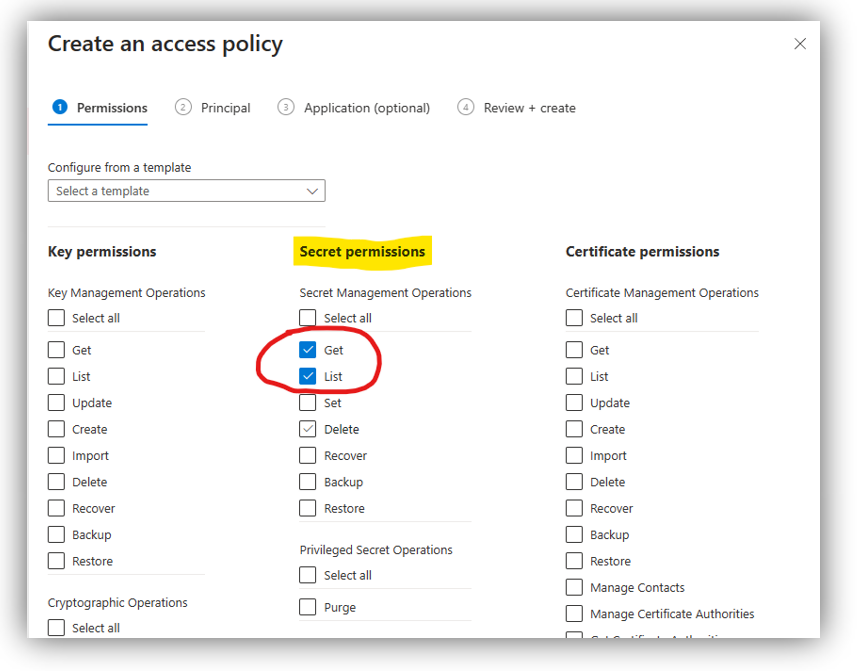 Create an access policy
1 Permissions 2 Principal 3 Application (optional) 4 Review + create
Configure from a template
Select a template
Key permissions
Key Management Operations
Select all
Get
List
Update
Create
Import
Delete
Recover
Backup
Restore
Cryptographic Operations
Select all
Secret permissions
Secret Management Operations
Select all
Get
List
Set
Delete
Recover
Backup
Restore
Privileged Secret Operations
Select all
Purge
Certificate permissions
Certificate Management Operations
Select all
Get
List
Update
Create
Import
Delete
Recover
Backup
Restore
Manage Contacts
Manage Certificate Authorities